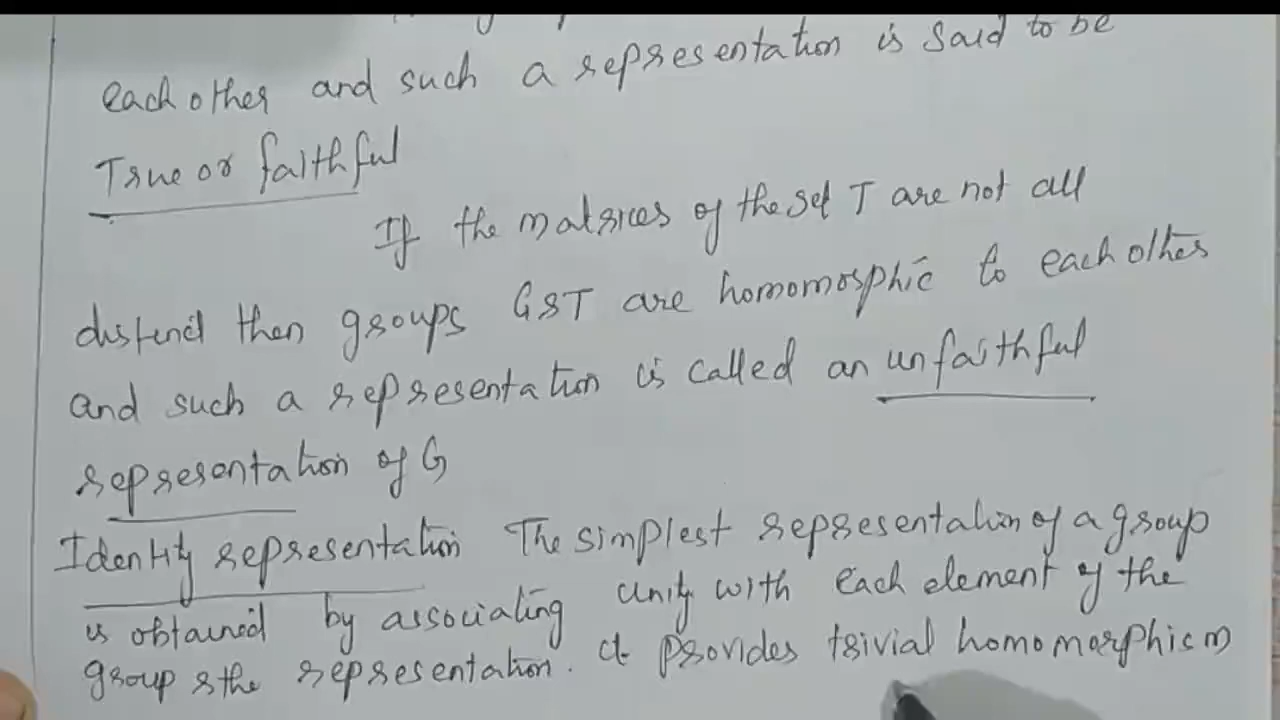 each other and such a representation is said to be
True or faithful
If the matrices of the set T are not all
distinct then groups G & T are homomorphic to each other
and such a representation is called an unfaithful
representation of G
Identity representation The simplest representation of a group
is obtained by associating unity with each element of the
group & the representation. It provides trivial homomorphism